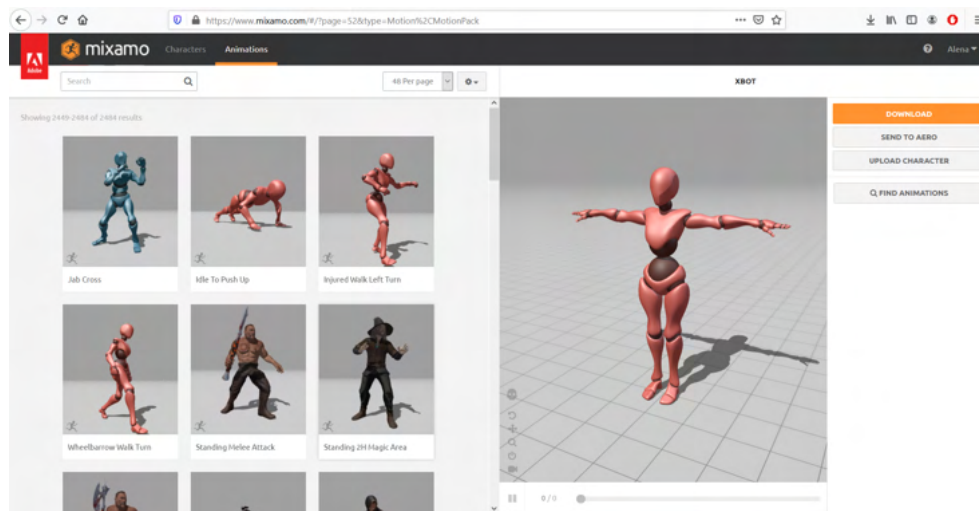 https://www.mixamo.com/#/?page=52&type=Motion%2CMotionPack
Adobe
mixamo Characters Animations
Alena
Search
48 Per page
XBOT
Showing 2449-2484 of 2484 results
DOWNLOAD
SEND TO AERO
UPLOAD CHARACTER
FIND ANIMATIONS
Jab Cross
Idle To Push Up
Injured Walk Left Turn
Wheelbarrow Walk Turn
Standing Melee Attack
Standing 2H Magic Area
0 / 0